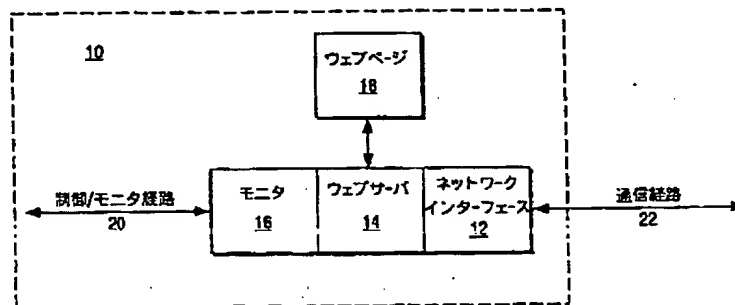 10
ウェブページ
18
制御/モニタ経路
20
モニタ
16
ウェブサーバ
14
ネットワーク
インターフェース
12
通信経路
22